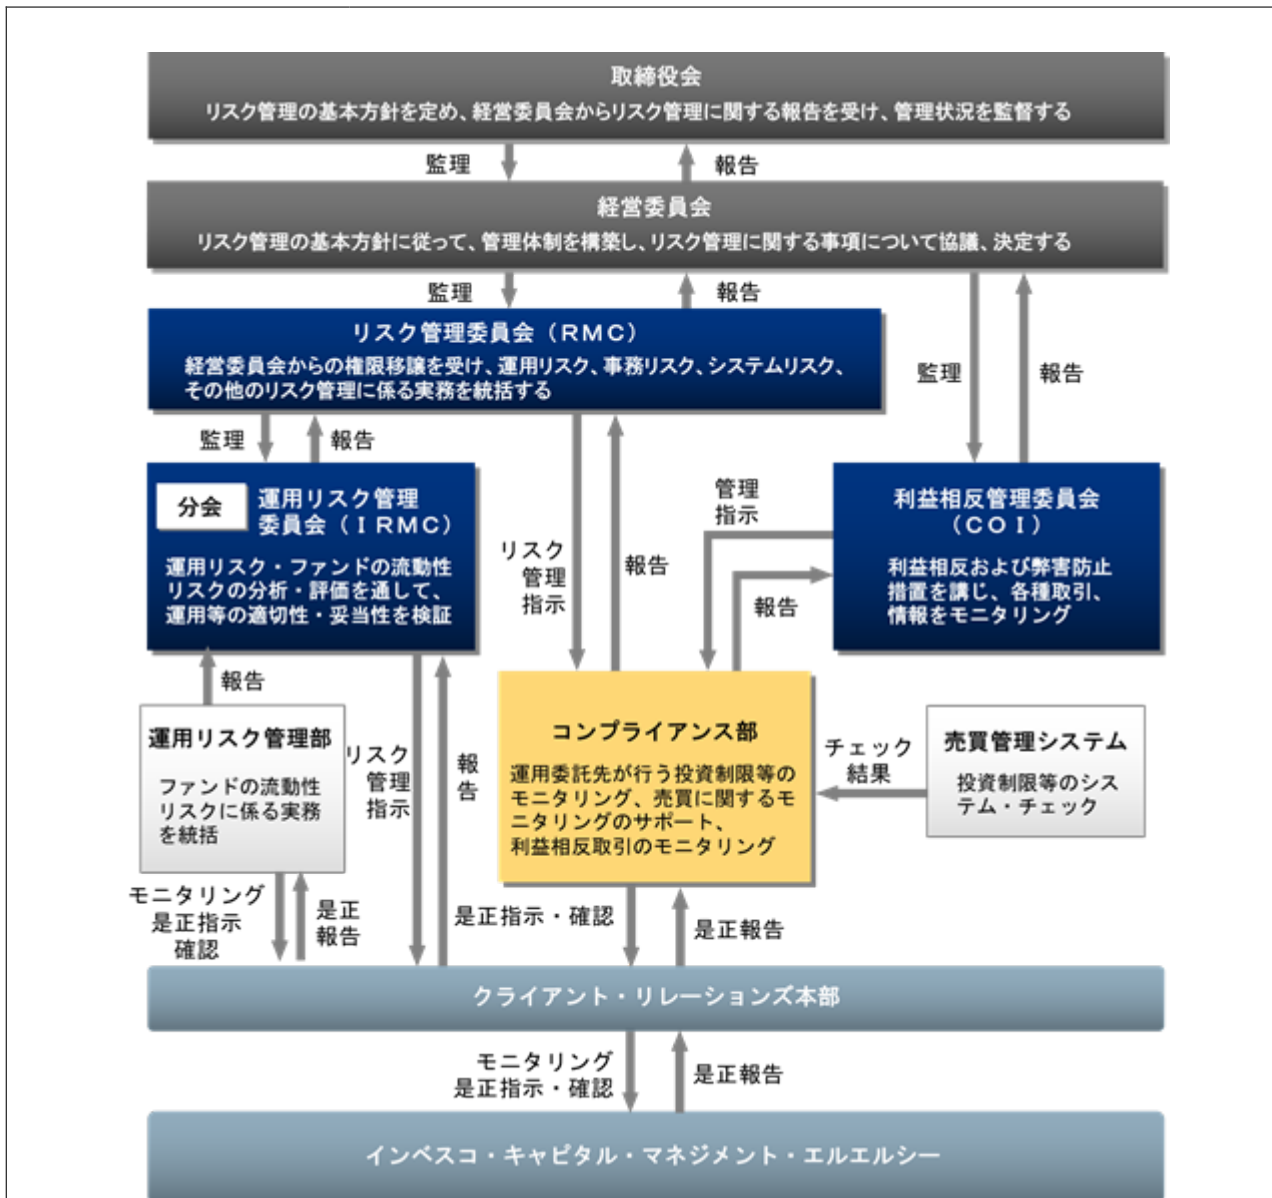 取締役会
リスク管理の基本方針を定め、経営委員会からリスク管理に関する報告を受け、管理状況を監督する
監理
報告
経営委員会
リスク管理の基本方針に従って、管理体制を構築し、リスク管理に関する事項について協議、決定する
監理
報告
リスク管理委員会（ＲＭＣ）
経営委員会からの権限移譲を受け、運用リスク、事務リスク、システムリスク、
その他のリスク管理に係る実務を統括する
監理
報告
監理
報告
分会
運用リスク管理
委員会（ＩＲＭＣ）
運用リスク・ファンドの流動性
リスクの分析・評価を通して、
運用等の適切性・妥当性を検証
リスク
管理
指示
報告
管理
指示
報告
利益相反管理委員会
（ＣＯＩ）
利益相反および弊害防止
措置を講じ、各種取引、
情報をモニタリング
報告
運用リスク管理部
ファンドの流動性
リスクに係る実務
を統括
リスク
管理
指示
報
告
コンプライアンス部
運用委託先が行う投資制限等の
モニタリング、売買に関するモ
ニタリングのサポート、
利益相反取引のモニタリング
チェック
結果
売買管理システム
投資制限等のシス
テム・チェック
モニタリング
是正指示
確認
是正
報告
是正指示・確認
是正報告
クライアント・リレーションズ本部
モニタリング
是正指示・確認
是正報告
インベスコ・キャピタル・マネジメント・エルエルシー